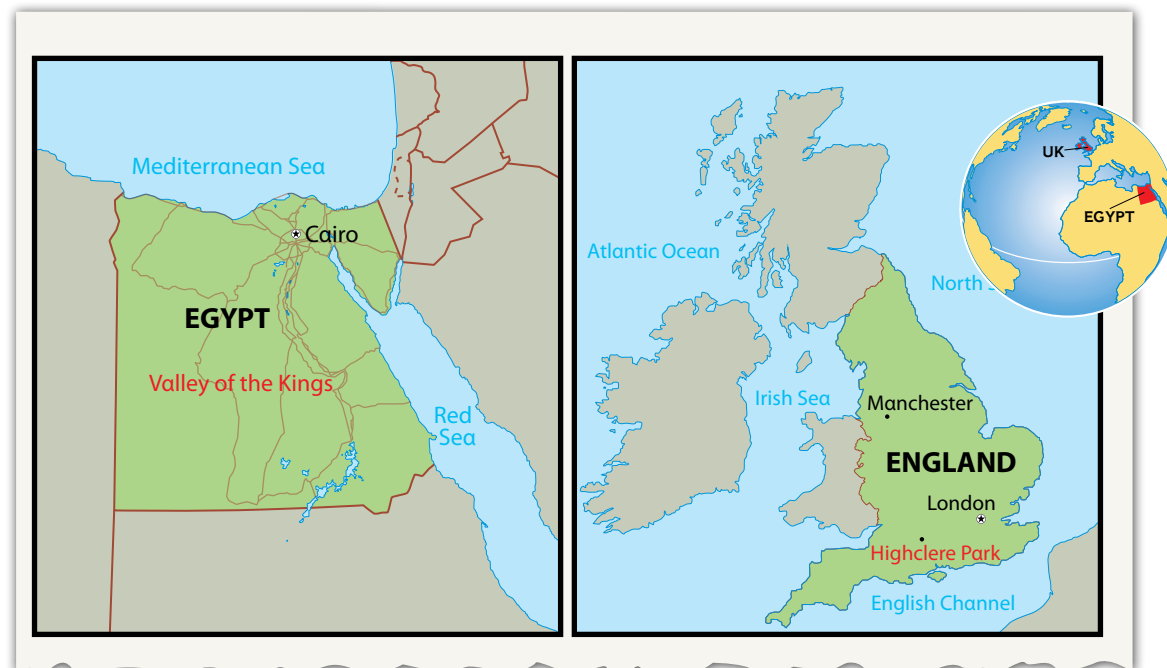 Mediterranean Sea
Cairo
EGYPT
Valley of the Kings
Red
Sea
Atlantic Ocean
North
Irish Sea
Manchester
ENGLAND
London
Highclere Park
English Channel
UK
EGYPT